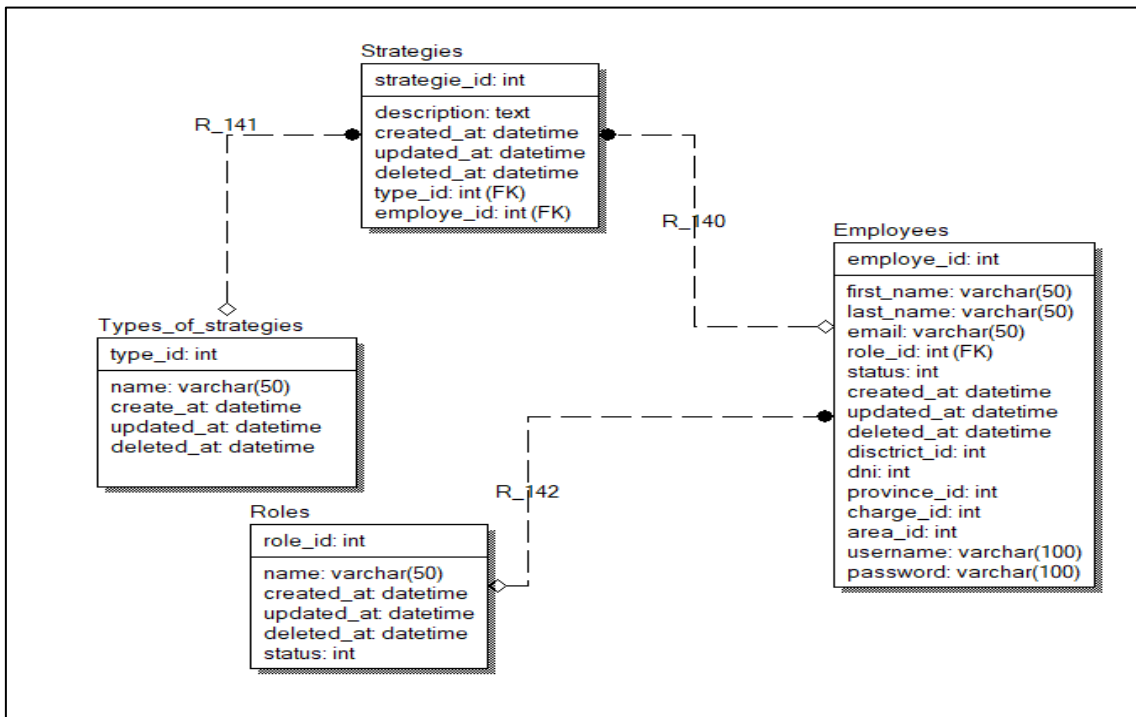 Strategies
strategie_id: int
description: text
created_at: datetime
updated_at: datetime
deleted_at: datetime
type_id: int (FK)
employe_id: int (FK)
R_141
R_140
Employees
employe_id: int
first_name: varchar(50)
last_name: varchar(50)
email: varchar(50)
role_id: int (FK)
status: int
created_at: datetime
updated_at: datetime
deleted_at: datetime
disctrict_id: int
dni: int
province_id: int
charge_id: int
area_id: int
username: varchar(100)
password: varchar(100)
Types_of_strategies
type_id: int
name: varchar(50)
create_at: datetime
updated_at: datetime
deleted_at: datetime
R_142
Roles
role_id: int
name: varchar(50)
created_at: datetime
updated_at: datetime
deleted_at: datetime
status: int